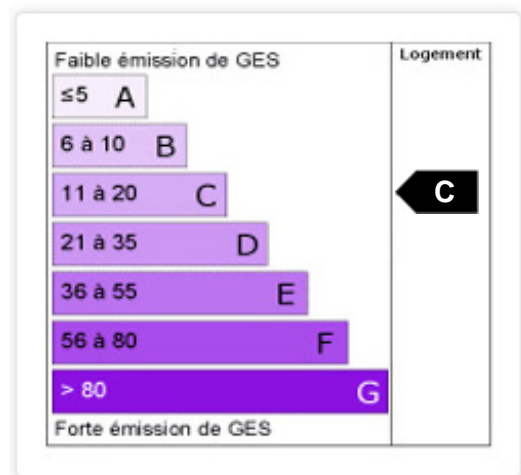 Faible émission de GES
Logement
≤5 A
6 à 10 B
11 à 20 C
C
21 à 35 D
36 à 55 E
56 à 80 F
> 80 G
Forte émission de GES